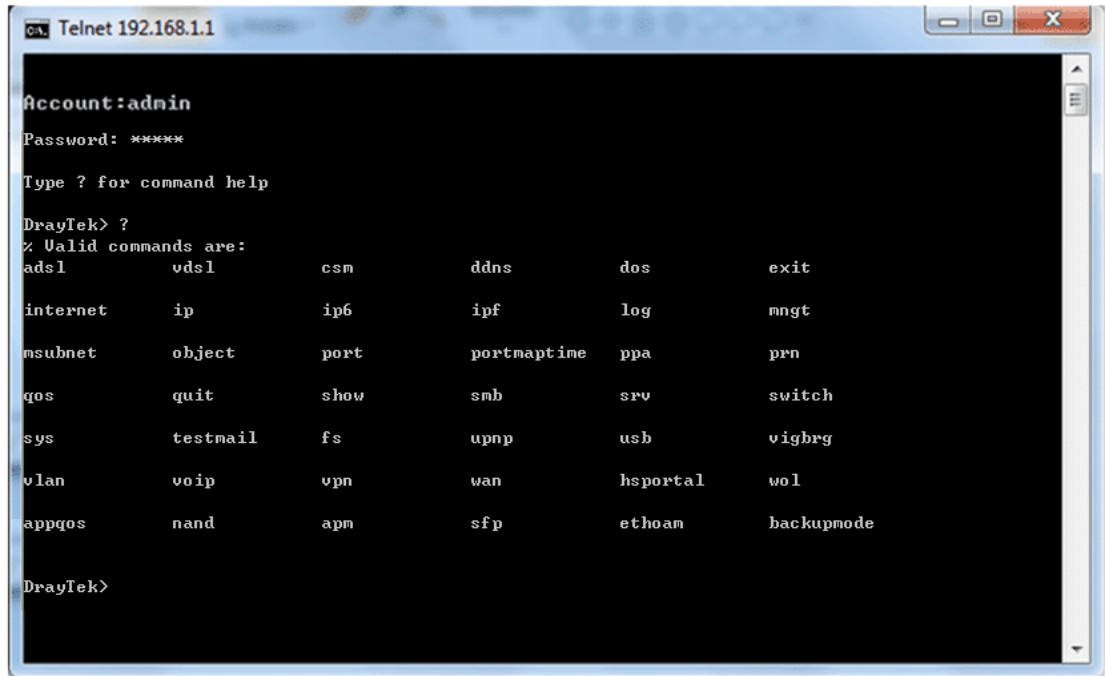 Telnet 192.168.1.1
Account:admin
Password: *****
Type ? for command help
DrayTek> ?
% Valid commands are:
adsl vdsl csm ddns dos exit
internet ip ip6 ipf log mngt
msubnet object port portmaptime ppa prn
qos quit show smb srv switch
sys testmail fs upnp usb vigbrg
vlan voip vpn wan hsportal wol
appqos nand apm sfp ethoam backupmode
DrayTek>